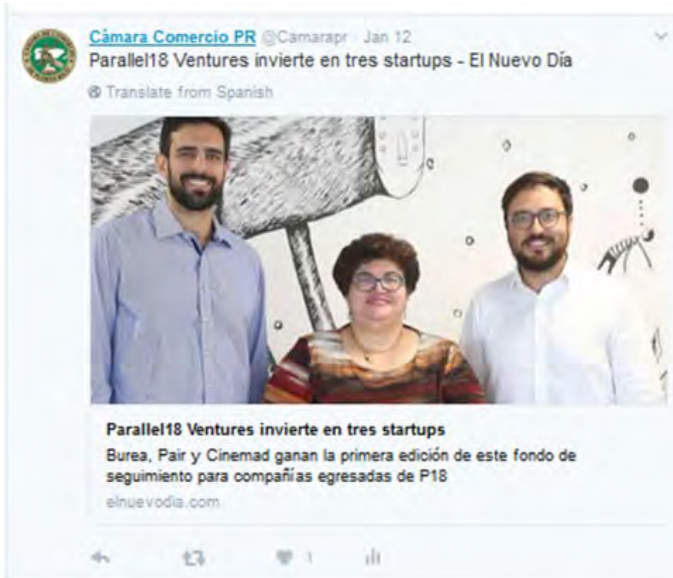 Cámara Comercio PR @Camarapr · Jan 12
Parallel18 Ventures invierte en tres startups - El Nuevo Día
Translate from Spanish
Parallel18 Ventures invierte en tres startups
Burea, Pair y Cinemad ganan la primera edición de este fondo de
seguimiento para compañías egresadas de P18
elnuevodia.com
1